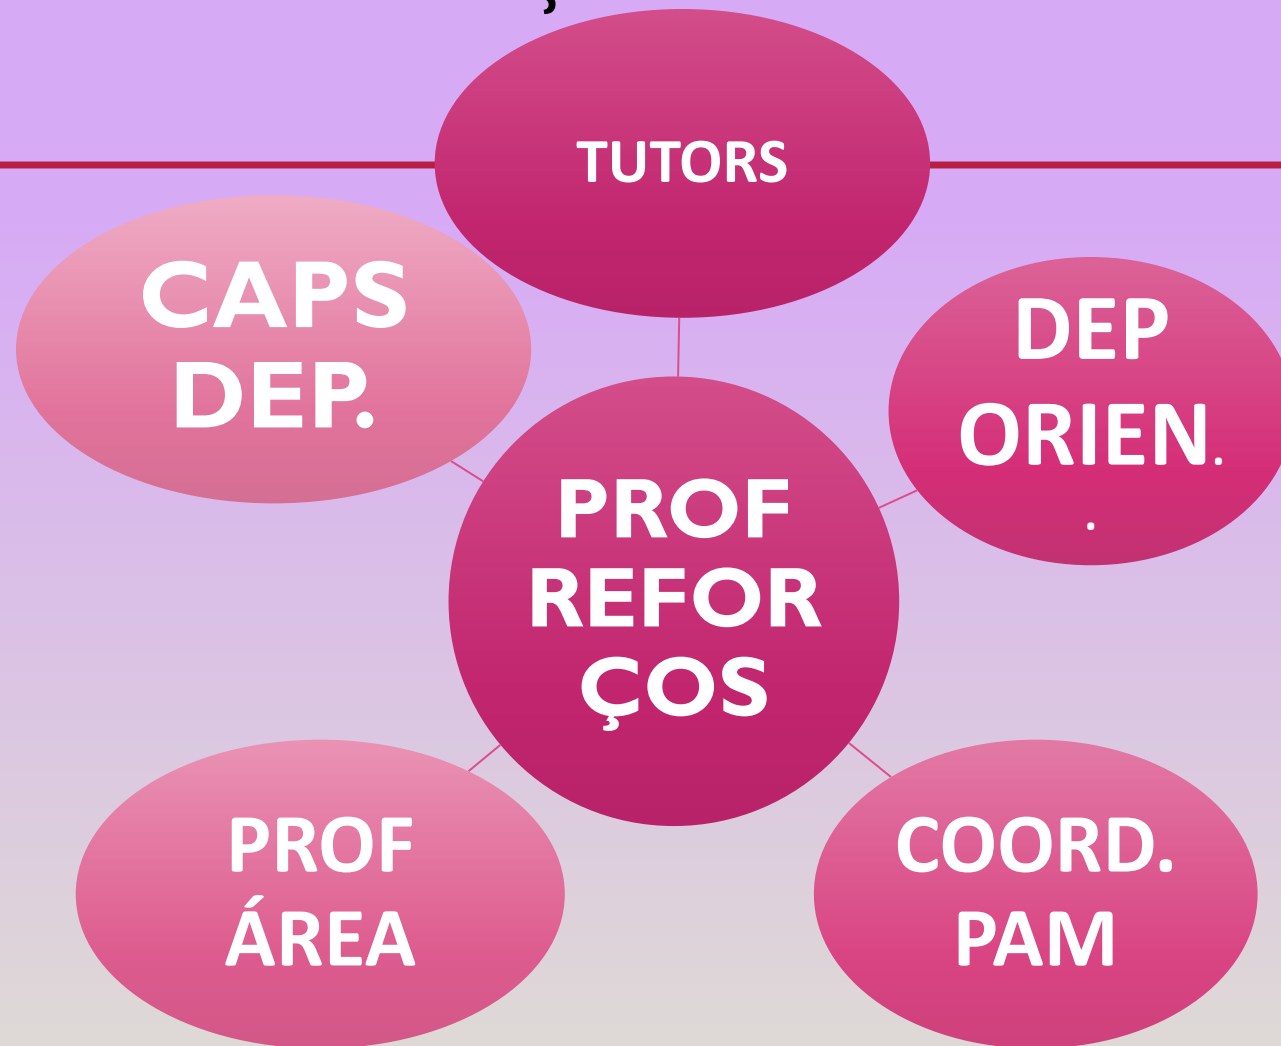 TUTORS
CAPS
DEP.
DEP
ORIEN.
.
PROF
REFOR
ÇOS
PROF
ÁREA
COORD.
PAM